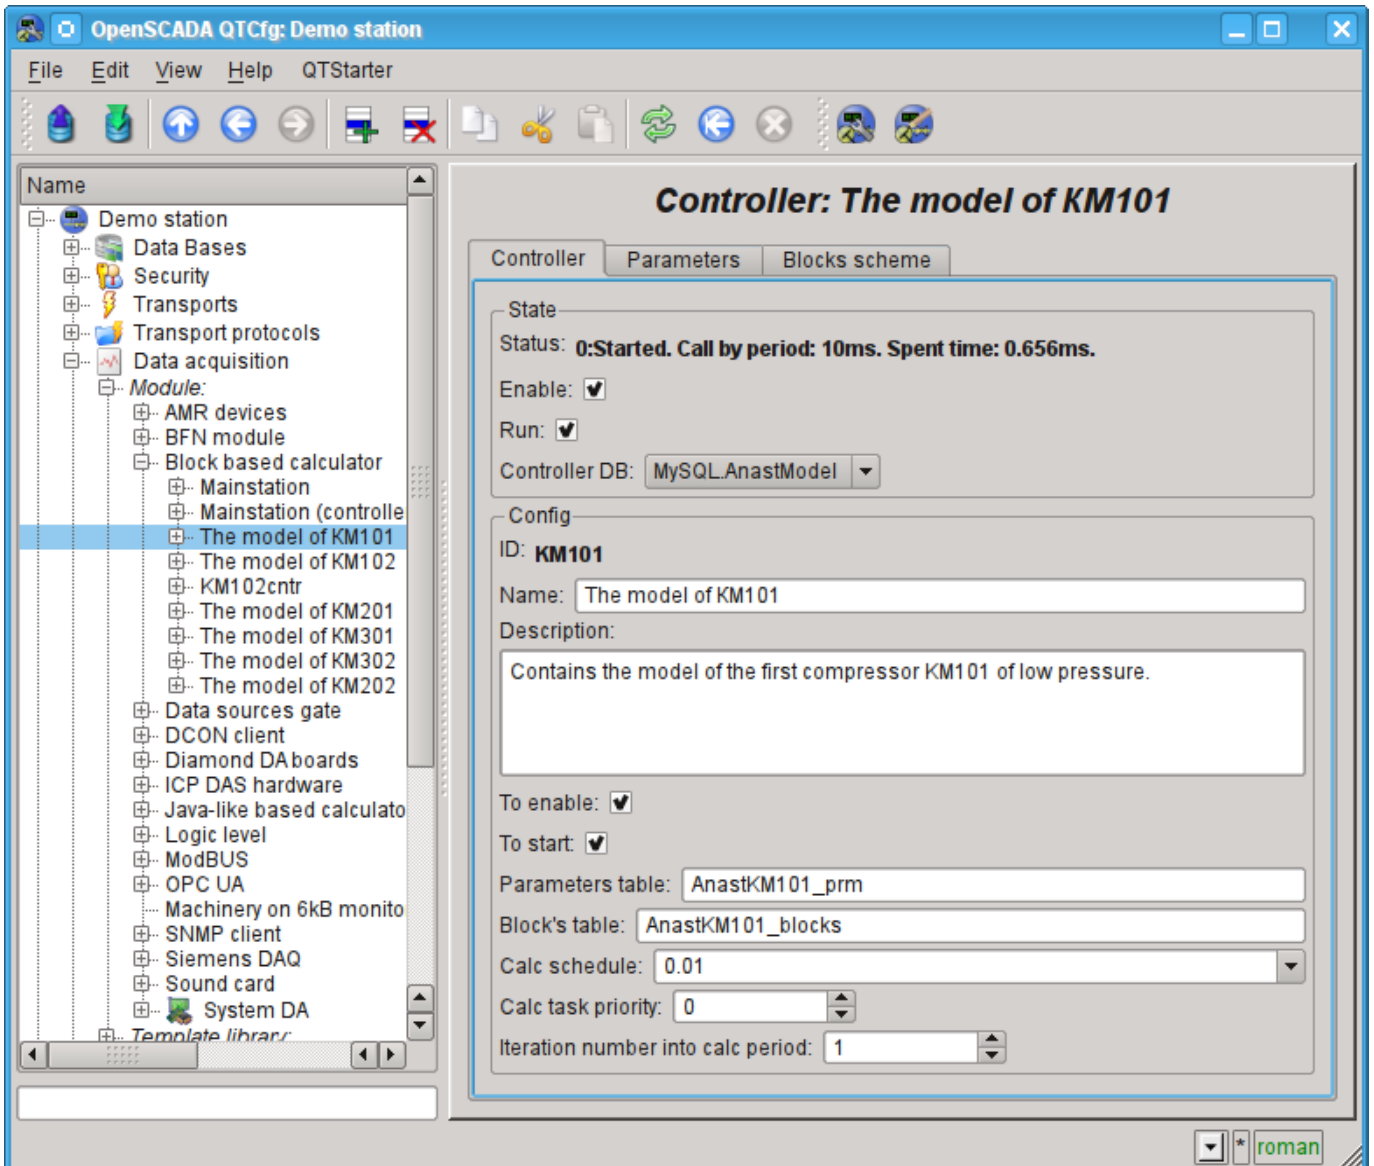 OpenSCADA QTCfg: Demo station
File Edit View Help QTStarter
Name
Demo station
Data Bases
Security
Transports
Transport protocols
Data acquisition
Module:
AMR devices
BFN module
Block based calculator
Mainstation
Mainstation (controlle
The model of KM101
The model of KM102
KM102cntr
The model of KM201
The model of KM301
The model of KM302
The model of KM202
Data sources gate
DCON client
Diamond DA boards
ICP DAS hardware
Java-like based calculato
Logic level
ModBUS
OPC UA
Machinery on 6kB monito
SNMP client
Siemens DAQ
Sound card
System DA
Template library:
Controller: The model of KM101
Controller Parameters Blocks scheme
State
Status: 0:Started. Call by period: 10ms. Spent time: 0.656ms.
Enable:
Run:
Controller DB: MySQL.AnastModel
Config
ID: KM101
Name: The model of KM101
Description:
Contains the model of the first compressor KM101 of low pressure.
To enable:
To start:
Parameters table: AnastKM101_prm
Block's table: AnastKM101_blocks
Calc schedule: 0.01
Calc task priority: 0
Iteration number into calc period: 1
* roman